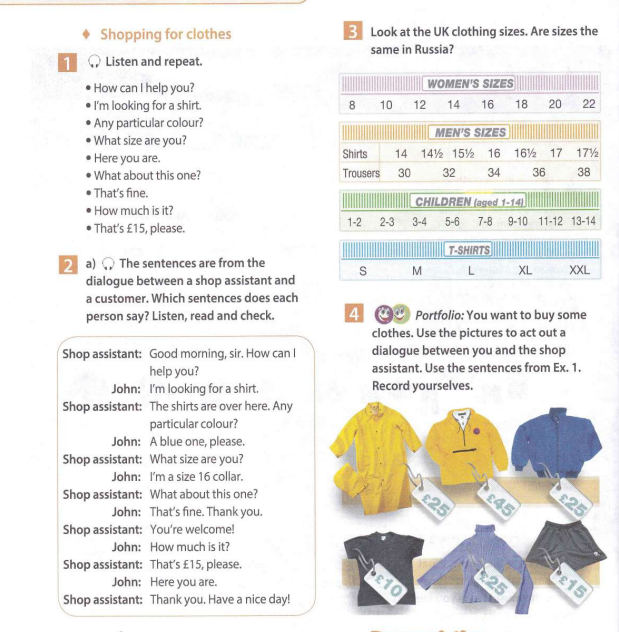 ♦ Shopping for clothes
1 Listen and repeat.
• How can I help you?
• I'm looking for a shirt.
• Any particular colour?
• What size are you?
• Here you are.
• What about this one?
• That's fine.
• How much is it?
• That's £15, please.
2 a) The sentences are from the
dialogue between a shop assistant and
a customer. Which sentences does each
person say? Listen, read and check.
Shop assistant: Good morning, sir. How can I
help you?
John: I'm looking for a shirt.
Shop assistant: The shirts are over here. Any
particular colour?
John: A blue one, please.
Shop assistant: What size are you?
John: I'm a size 16 collar.
Shop assistant: What about this one?
John: That's fine. Thank you.
Shop assistant: You're welcome!
John: How much is it?
Shop assistant: That's £15, please.
John: Here you are.
Shop assistant: Thank you. Have a nice day!
3 Look at the UK clothing sizes. Are sizes the
same in Russia?
WOMEN'S SIZES
8 10 12 14 16 18 20 22
MEN'S SIZES
Shirts 14 14½ 15½ 16 16½ 17 17½
Trousers 30 32 34 36 38
CHILDREN (aged 1-14)
1-2 2-3 3-4 5-6 7-8 9-10 11-12 13-14
T-SHIRTS
S M L XL XXL
4 Portfolio: You want to buy some
clothes. Use the pictures to act out a
dialogue between you and the shop
assistant. Use the sentences from Ex. 1.
Record yourselves.
£25 £45 £25
£10 £25 £15